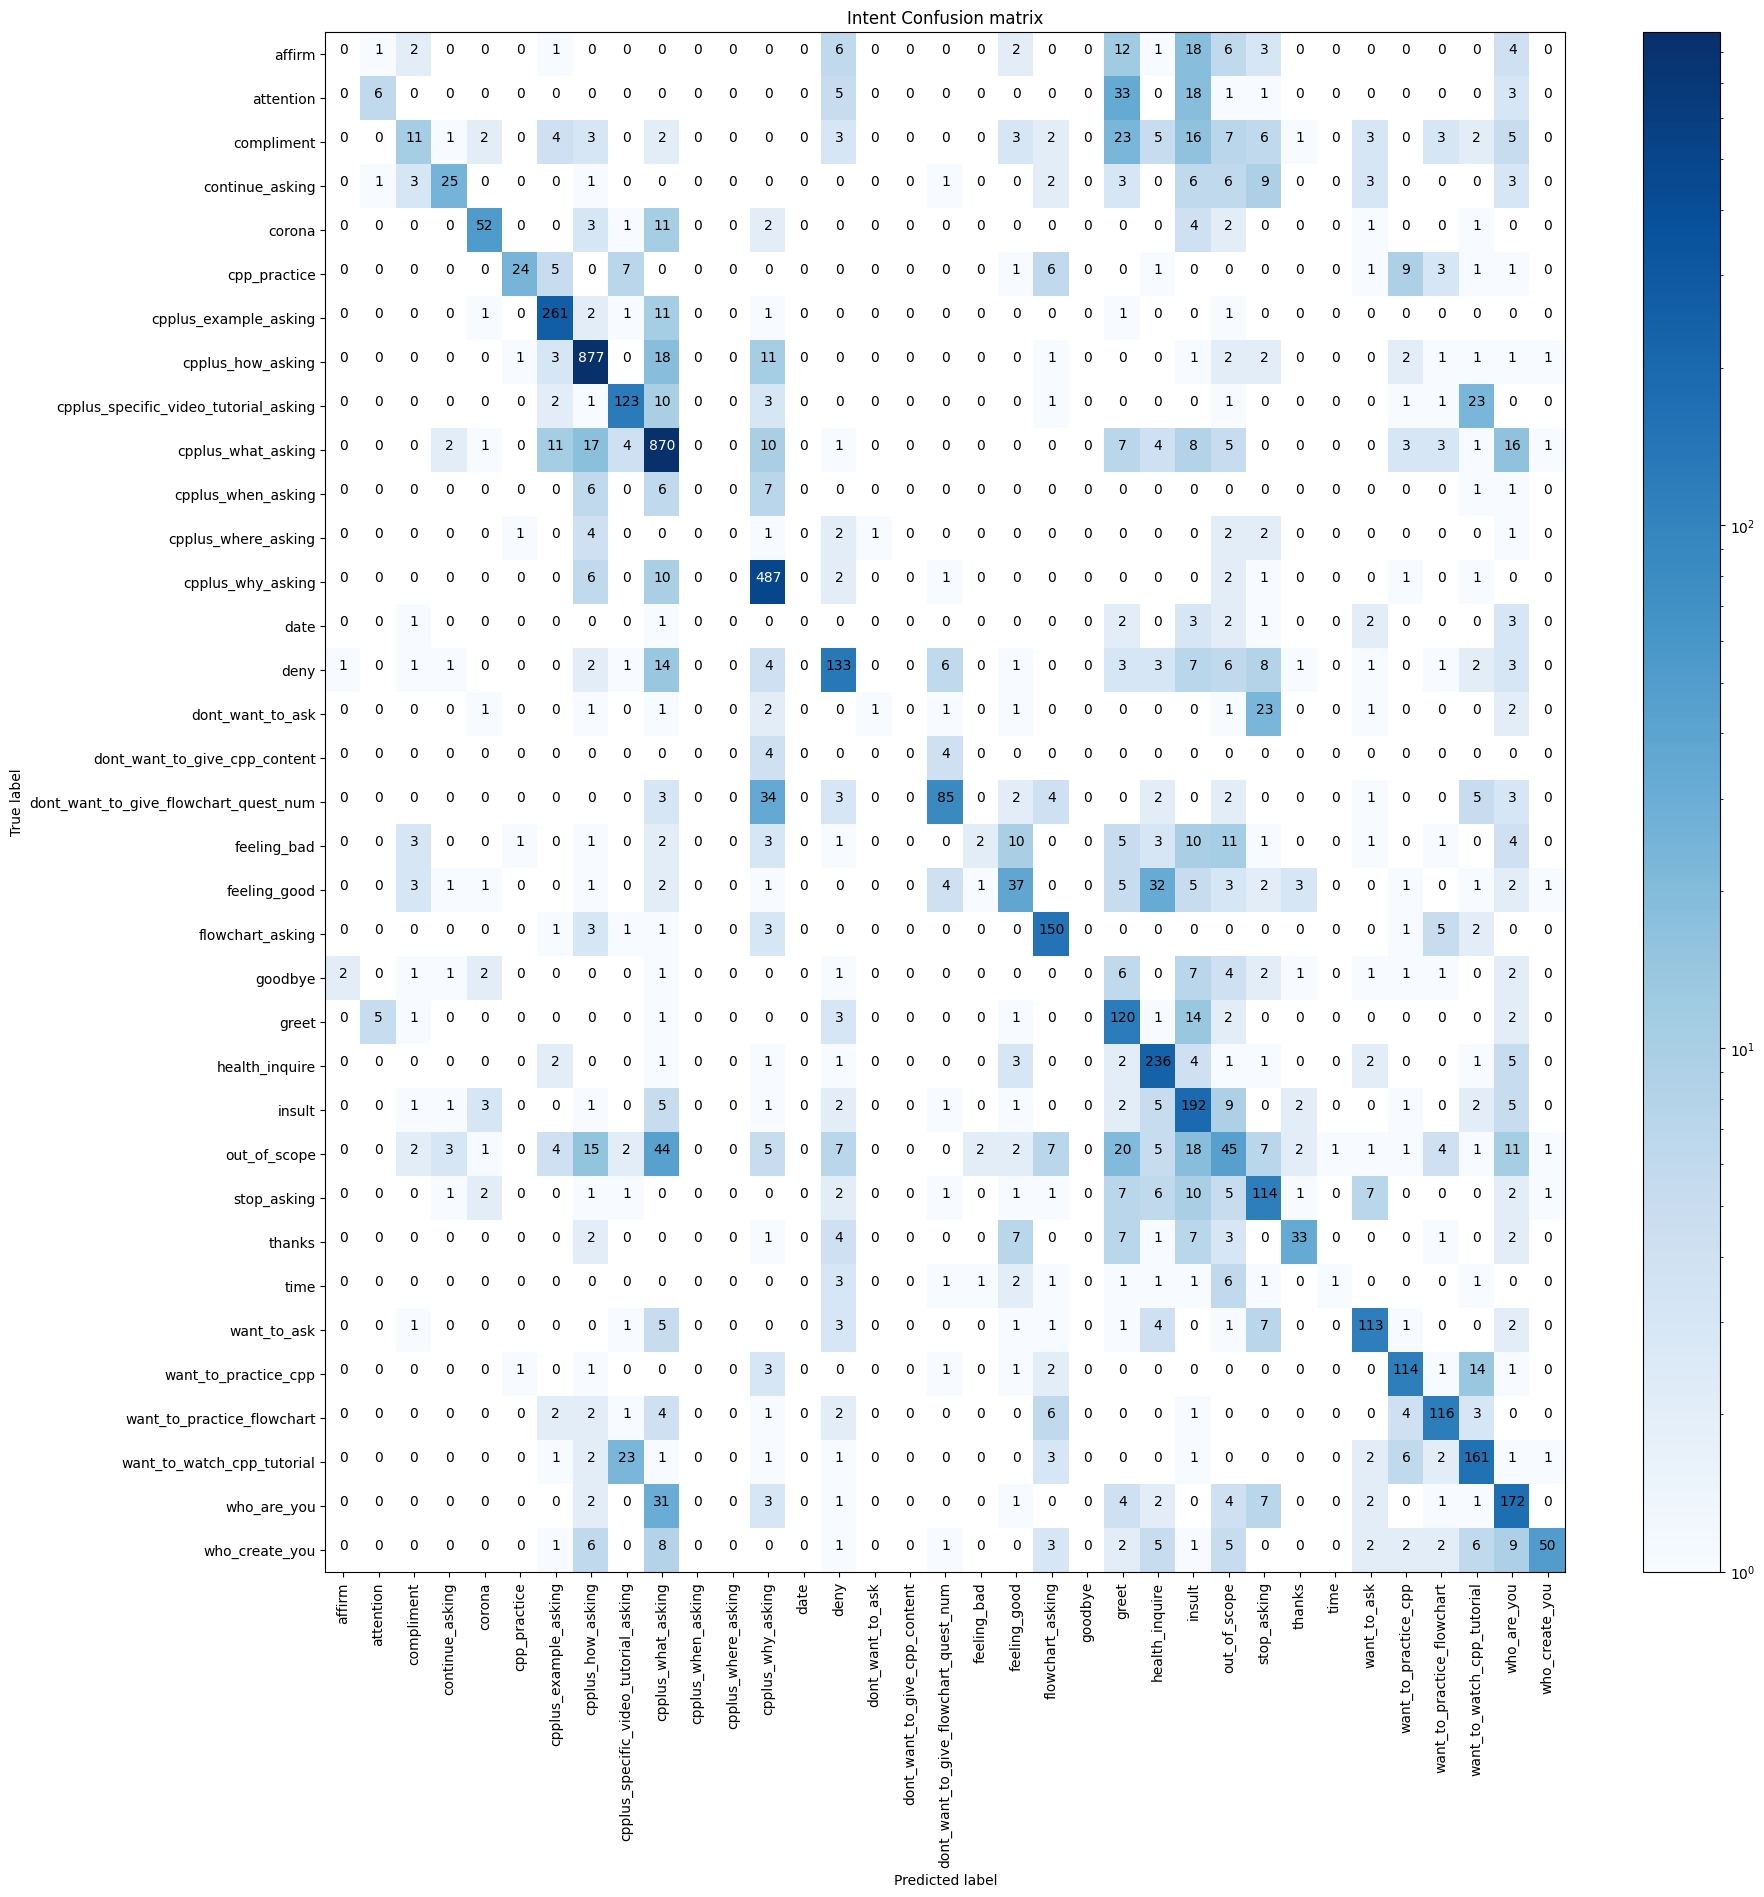 Intent Confusion matrix
affirm 0 1 2 0 0 0 1 0 0 0 0 0 0 0 6 0 0 0 0 2 0 0 12 1 18 6 3 0 0 0 0 0 0 4 0
attention 0 6 0 0 0 0 0 0 0 0 0 0 0 0 5 0 0 0 0 0 0 0 33 0 18 1 1 0 0 0 0 0 0 3 0
compliment 0 0 11 1 2 0 4 3 0 2 0 0 0 0 3 0 0 0 0 3 2 0 23 5 16 7 6 1 0 3 0 3 2 5 0
continue_asking 0 1 3 25 0 0 0 1 0 0 0 0 0 0 0 0 0 1 0 0 2 0 3 0 6 6 9 0 0 3 0 0 0 3 0
corona 0 0 0 0 52 0 0 3 1 11 0 0 2 0 0 0 0 0 0 0 0 0 0 0 4 2 0 0 0 1 0 0 1 0 0
cpp_practice 0 0 0 0 0 24 5 0 7 0 0 0 0 0 0 0 0 0 0 1 6 0 0 1 0 0 0 0 0 1 9 3 1 1 0
cpplus_example_asking 0 0 0 0 1 0 261 2 1 11 0 0 1 0 0 0 0 0 0 0 0 0 1 0 0 1 0 0 0 0 0 0 0 0 0
cpplus_how_asking 0 0 0 0 0 1 3 877 0 18 0 0 11 0 0 0 0 0 0 0 1 0 0 0 1 2 2 0 0 0 2 1 1 1 1
cpplus_specific_video_tutorial_asking 0 0 0 0 0 0 2 1 123 10 0 0 3 0 0 0 0 0 0 0 1 0 0 0 0 1 0 0 0 0 1 1 23 0 0
cpplus_what_asking 0 0 0 2 1 0 11 17 4 870 0 0 10 0 1 0 0 0 0 0 0 0 7 4 8 5 0 0 0 0 3 3 1 16 1
cpplus_when_asking 0 0 0 0 0 0 0 6 0 6 0 0 7 0 0 0 0 0 0 0 0 0 0 0 0 0 0 0 0 0 0 0 1 1 0
cpplus_where_asking 0 0 0 0 0 1 0 4 0 0 0 0 1 0 2 1 0 0 0 0 0 0 0 0 0 2 2 0 0 0 0 0 0 1 0
cpplus_why_asking 0 0 0 0 0 0 0 6 0 10 0 0 487 0 2 0 0 1 0 0 0 0 0 0 0 2 1 0 0 0 1 0 1 0 0
date 0 0 1 0 0 0 0 0 0 1 0 0 0 0 0 0 0 0 0 0 0 0 2 0 3 2 1 0 0 2 0 0 0 3 0
deny 1 0 1 1 0 0 0 2 1 14 0 0 4 0 133 0 0 6 0 1 0 0 3 3 7 6 8 1 0 1 0 1 2 3 0
dont_want_to_ask 0 0 0 0 1 0 0 1 0 1 0 0 2 0 0 1 0 1 0 1 0 0 0 0 0 1 23 0 0 1 0 0 0 2 0
dont_want_to_give_cpp_content 0 0 0 0 0 0 0 0 0 0 0 0 4 0 0 0 0 4 0 0 0 0 0 0 0 0 0 0 0 0 0 0 0 0 0
dont_want_to_give_flowchart_quest_num 0 0 0 0 0 0 0 0 0 3 0 0 34 0 3 0 0 85 0 2 4 0 0 2 0 2 0 0 0 1 0 0 5 3 0
feeling_bad 0 0 3 0 0 1 0 1 0 2 0 0 3 0 1 0 0 0 2 10 0 0 5 3 10 11 1 0 0 1 0 1 0 4 0
feeling_good 0 0 3 1 1 0 0 1 0 2 0 0 1 0 0 0 0 4 1 37 0 0 5 32 5 3 2 3 0 0 1 0 1 2 1
flowchart_asking 0 0 0 0 0 0 1 3 1 1 0 0 3 0 0 0 0 0 0 0 150 0 0 0 0 0 0 0 0 0 1 5 2 0 0
goodbye 2 0 1 1 2 0 0 0 0 1 0 0 0 0 1 0 0 0 0 0 0 0 6 0 7 4 2 1 0 1 1 1 0 2 0
greet 0 5 1 0 0 0 0 0 0 1 0 0 0 0 3 0 0 0 0 1 0 0 120 1 14 2 0 0 0 0 0 0 0 2 0
health_inquire 0 0 0 0 0 0 2 0 0 1 0 0 1 0 1 0 0 0 0 3 0 0 2 236 4 1 1 0 0 2 0 0 1 5 0
insult 0 0 1 1 3 0 0 1 0 5 0 0 1 0 2 0 0 1 0 1 0 0 2 5 192 9 0 2 0 0 1 0 2 5 0
out_of_scope 0 0 2 3 1 0 4 15 2 44 0 0 5 0 7 0 0 0 2 2 7 0 20 5 18 45 7 2 1 1 1 4 1 11 1
stop_asking 0 0 0 1 2 0 0 1 1 0 0 0 0 0 2 0 0 1 0 1 1 0 7 6 10 5 114 1 0 7 0 0 0 2 1
thanks 0 0 0 0 0 0 0 2 0 0 0 0 1 0 4 0 0 0 0 7 0 0 7 1 7 3 0 33 0 0 0 1 0 2 0
time 0 0 0 0 0 0 0 0 0 0 0 0 0 0 3 0 0 1 1 2 1 0 1 1 1 6 1 0 1 0 0 0 1 0 0
want_to_ask 0 0 1 0 0 0 0 0 1 5 0 0 0 0 3 0 0 0 0 1 1 0 1 4 0 1 7 0 0 113 1 0 0 2 0
want_to_practice_cpp 0 0 0 0 0 1 0 1 0 0 0 0 3 0 0 0 0 1 0 1 2 0 0 0 0 0 0 0 0 0 114 1 14 1 0
want_to_practice_flowchart 0 0 0 0 0 0 2 2 1 4 0 0 1 0 2 0 0 0 0 0 6 0 0 0 1 0 0 0 0 0 4 116 3 0 0
want_to_watch_cpp_tutorial 0 0 0 0 0 0 1 2 23 1 0 0 1 0 1 0 0 0 0 0 3 0 0 0 1 0 0 0 0 2 6 2 161 1 1
who_are_you 0 0 0 0 0 0 0 2 0 31 0 0 3 0 1 0 0 0 0 1 0 0 4 2 0 4 7 0 0 2 0 1 1 172 0
who_create_you 0 0 0 0 0 0 1 6 0 8 0 0 0 0 1 0 0 1 0 0 3 0 2 5 1 5 0 0 0 2 2 2 6 9 50
True label
affirm
attention
compliment
continue_asking
corona
cpp_practice
cpplus_example_asking
cpplus_how_asking
cpplus_specific_video_tutorial_asking
cpplus_what_asking
cpplus_when_asking
cpplus_where_asking
cpplus_why_asking
date
deny
dont_want_to_ask
dont_want_to_give_cpp_content
dont_want_to_give_flowchart_quest_num
feeling_bad
feeling_good
flowchart_asking
goodbye
greet
health_inquire
insult
out_of_scope
stop_asking
thanks
time
want_to_ask
want_to_practice_cpp
want_to_practice_flowchart
want_to_watch_cpp_tutorial
who_are_you
who_create_you
Predicted label
10²
10¹
10⁰